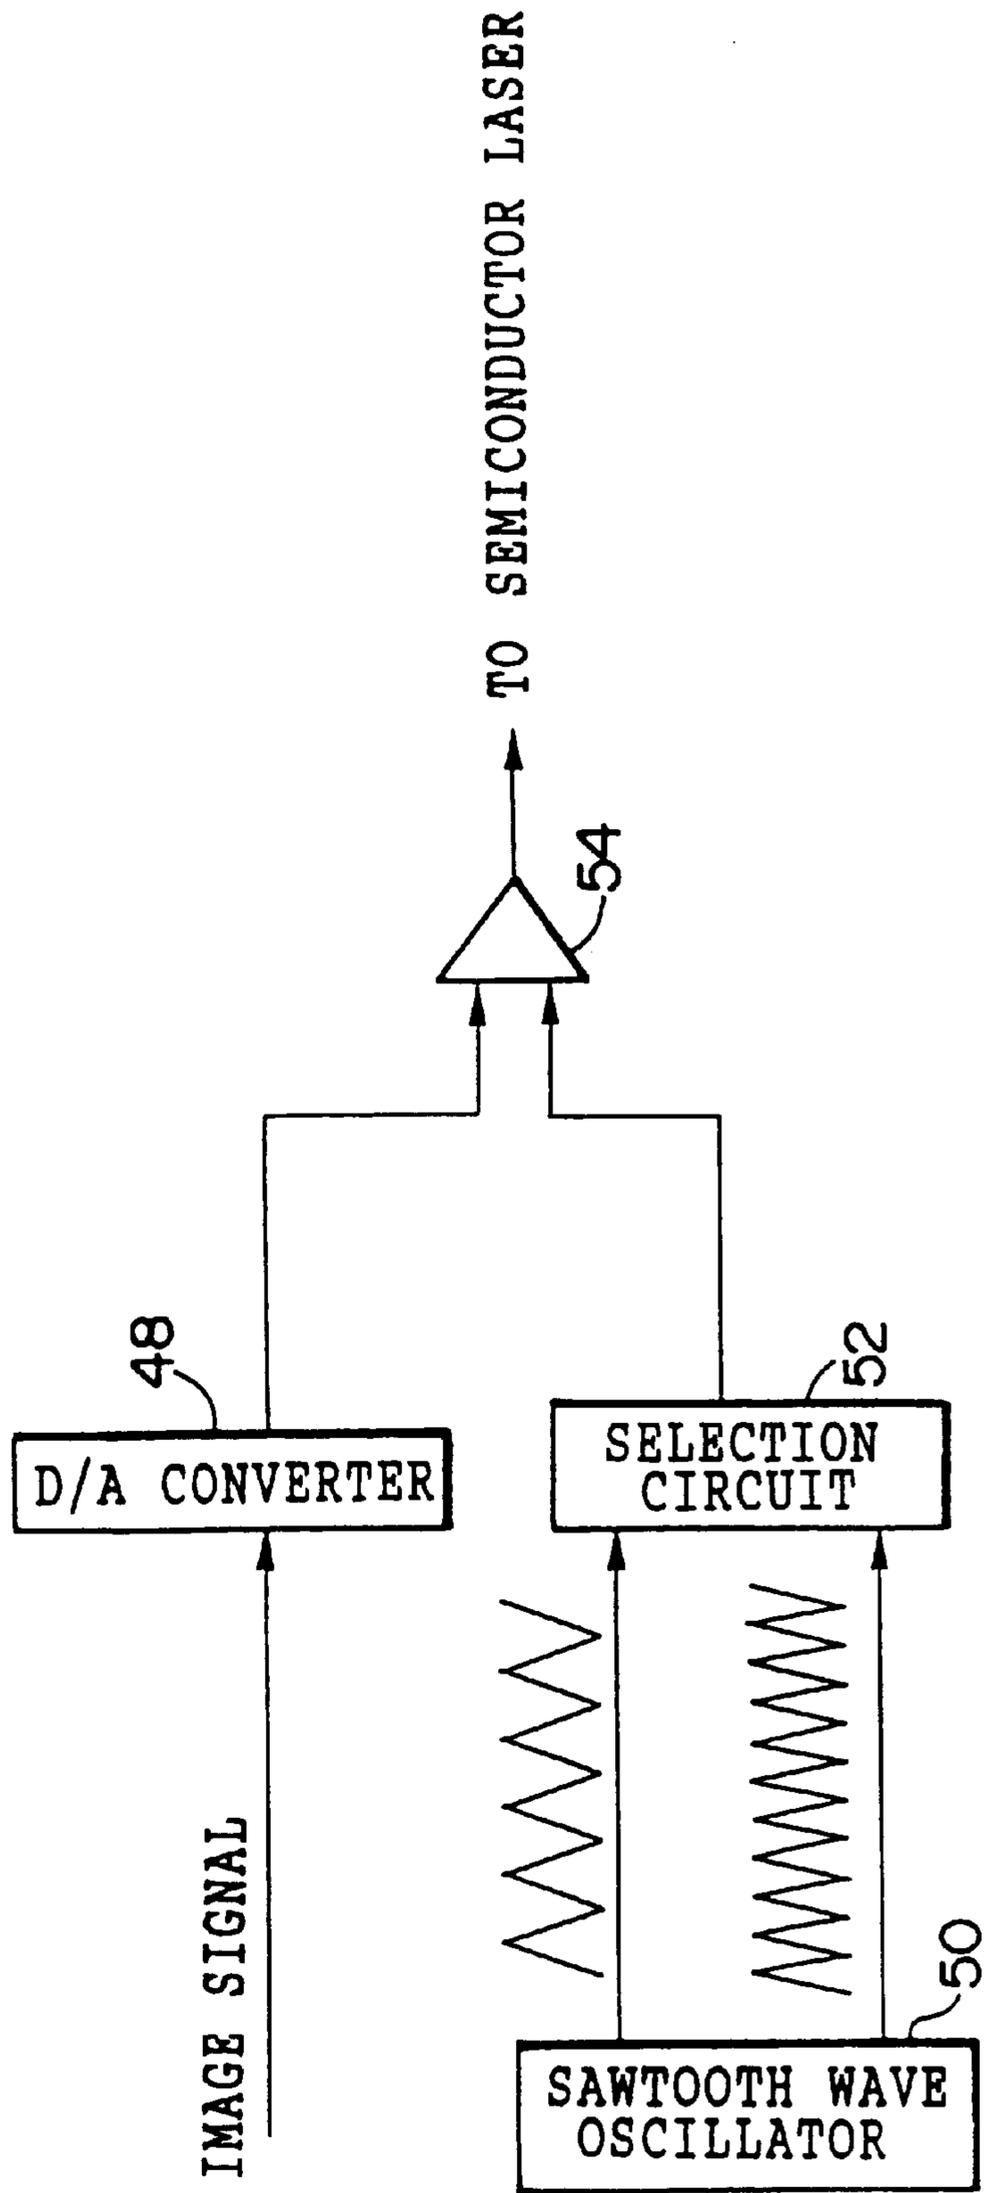 TO SEMICONDUCTOR LASER
54
48
D/A CONVERTER
52
SELECTION
CIRCUIT
IMAGE SIGNAL
50
SAWTOOTH WAVE
OSCILLATOR